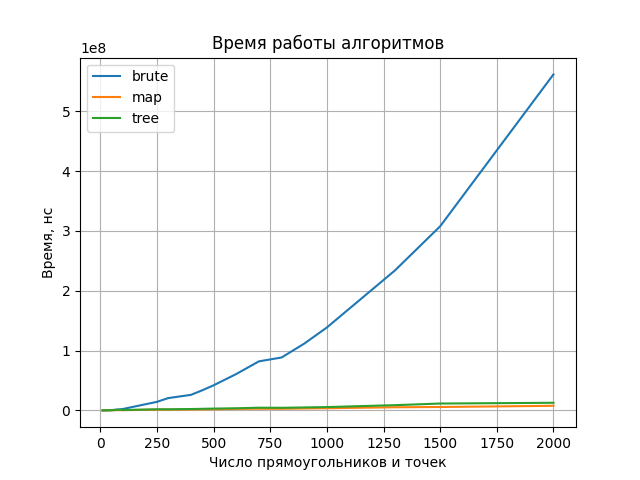 Время работы алгоритмов
1e8
brute
map
tree
5
4
3
2
1
0
Время, нс
0 250 500 750 1000 1250 1500 1750 2000
Число прямоугольников и точек